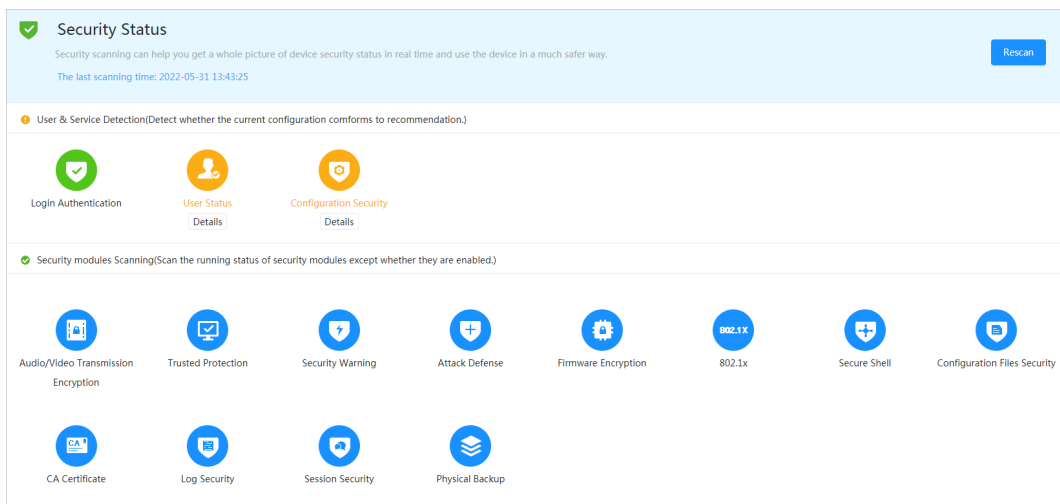 Security Status
Security scanning can help you get a whole picture of device security status in real time and use the device in a much safer way.
Rescan
The last scanning time: 2022-05-31 13:43:25
User & Service Detection(Detect whether the current configuration comforms to recommendation.)
Login Authentication
User Status
Configuration Security
Details
Details
Security modules Scanning(Scan the running status of security modules except whether they are enabled.)
802.1X
Audio/Video Transmission
Encryption
Trusted Protection
Security Warning
Attack Defense
Firmware Encryption
802.1x
Secure Shell
Configuration Files Security
CA
CA Certificate
Log Security
Session Security
Physical Backup